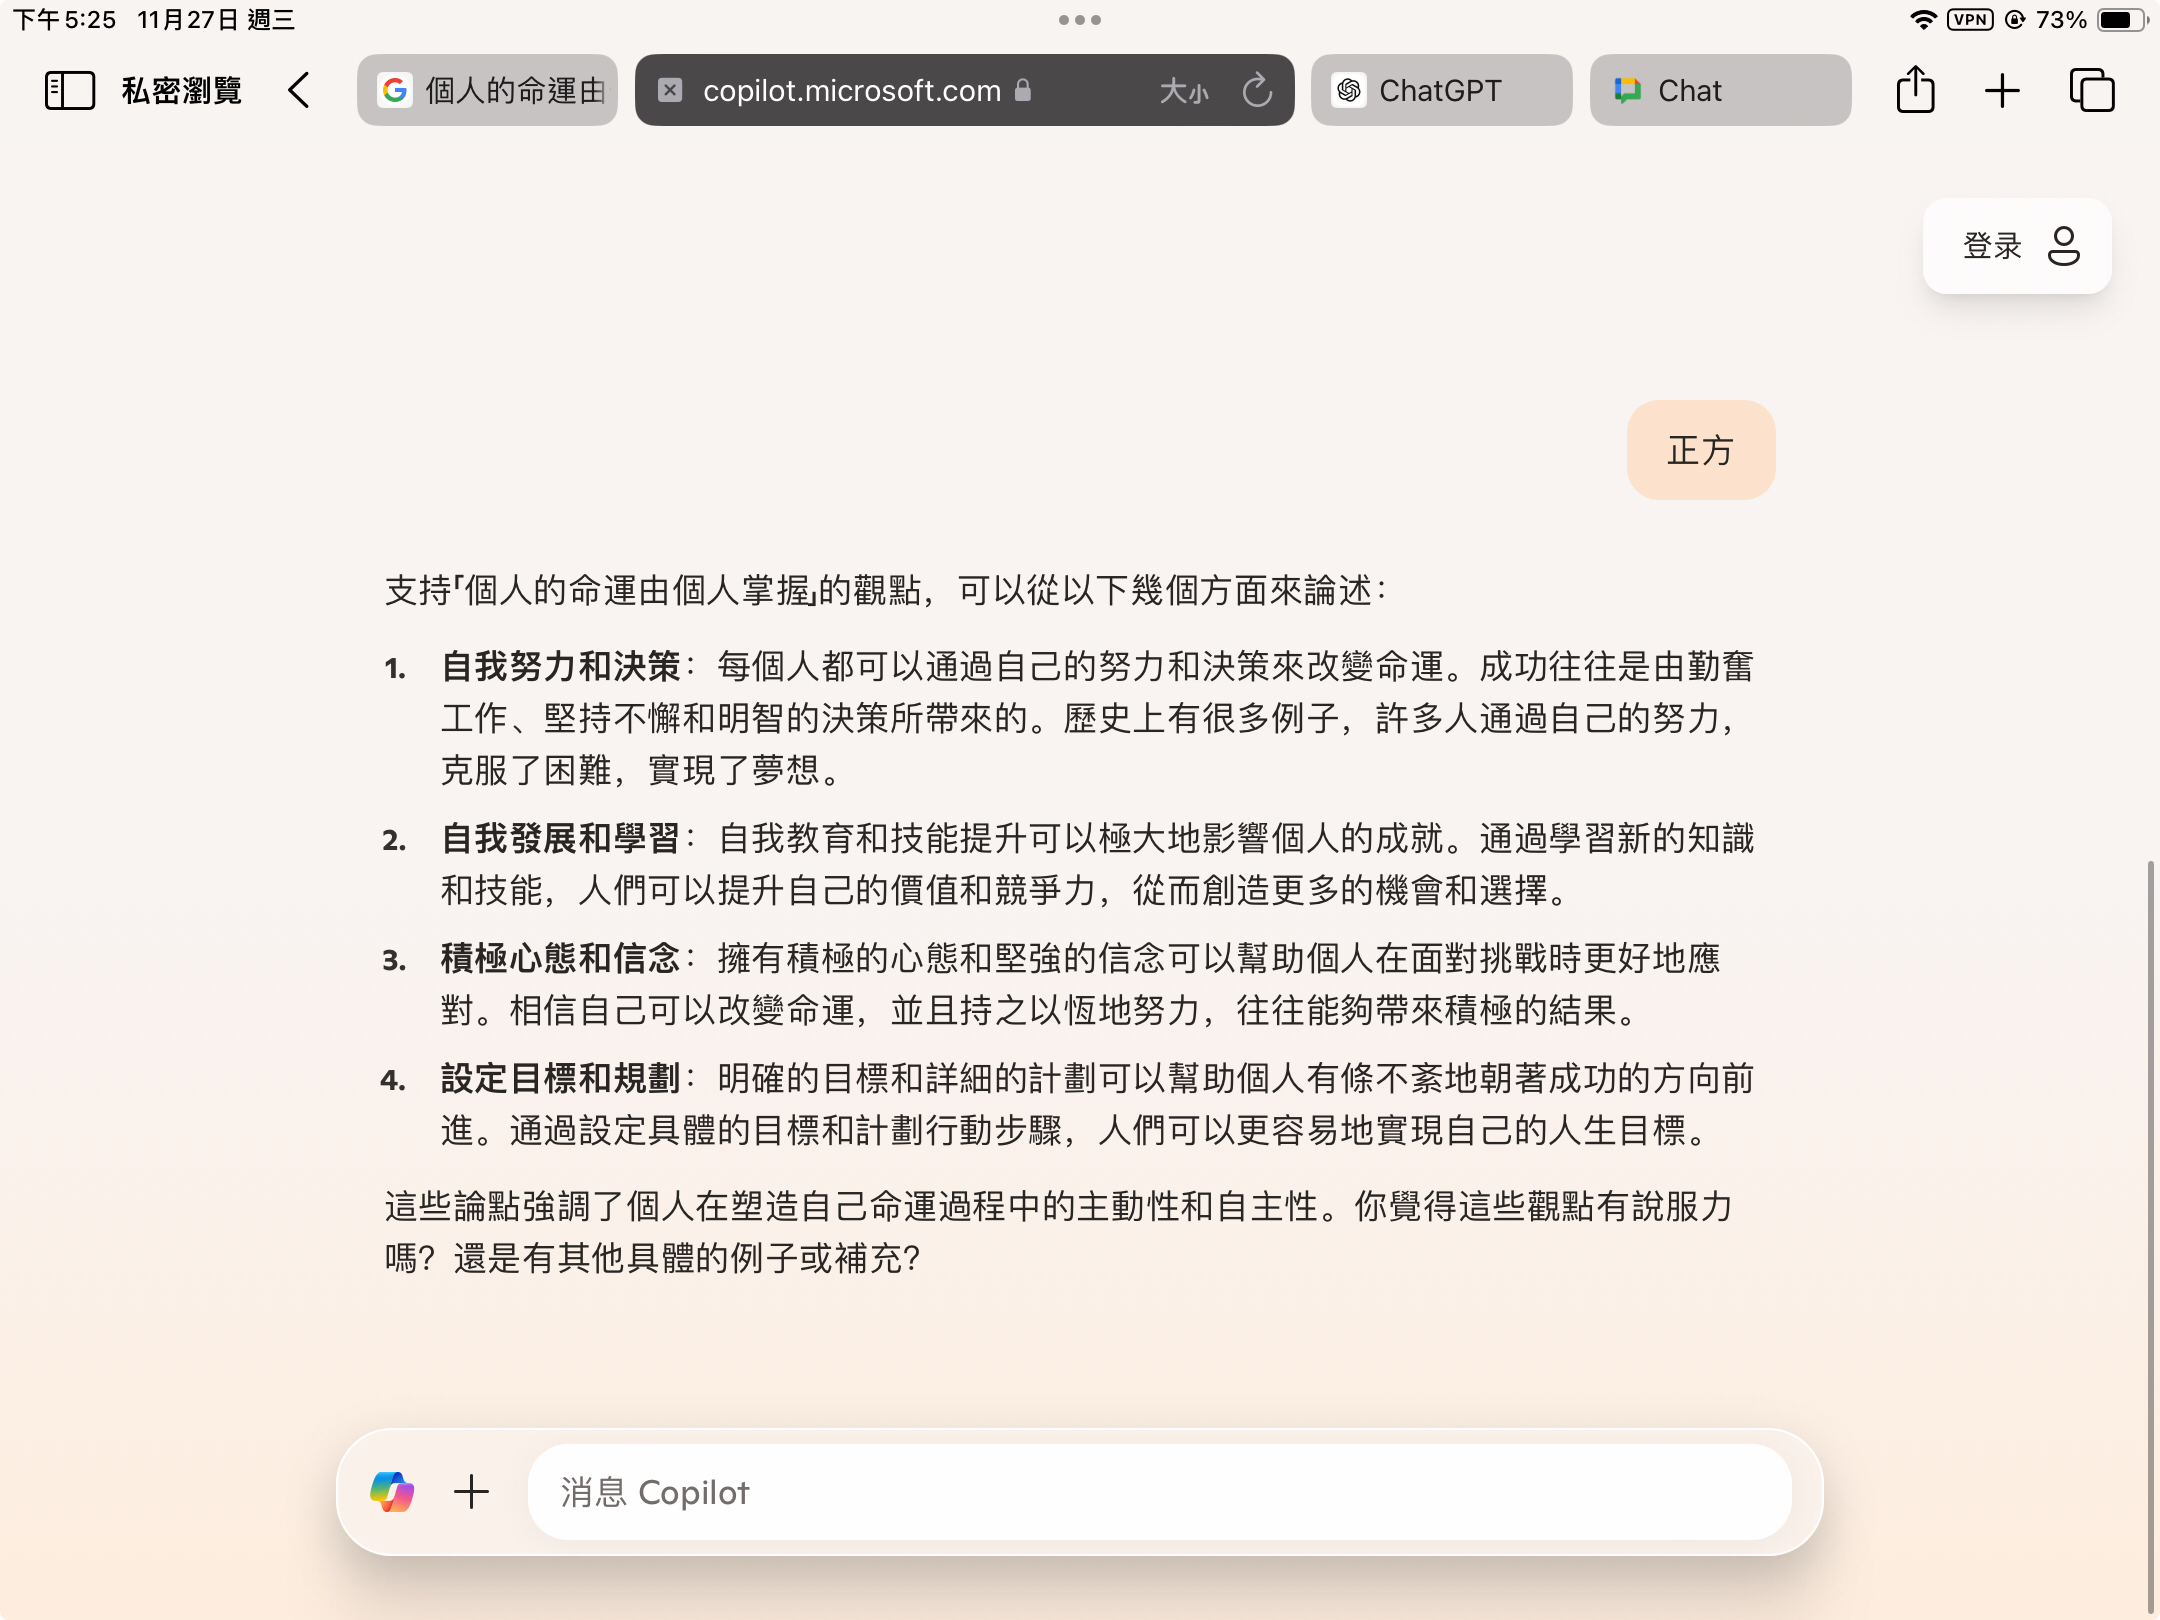 下午5:25 11月27日 週三
VPN 73%
私密瀏覽
個人的命運由
copilot.microsoft.com
大小
ChatGPT
Chat
登录
正方
支持「個人的命運由個人掌握」的觀點，可以從以下幾個方面來論述：
1. 自我努力和決策：每個人都可以通過自己的努力和決策來改變命運。成功往往是由勤奮
工作、堅持不懈和明智的決策所帶來的。歷史上有很多例子，許多人通過自己的努力，
克服了困難，實現了夢想。
2. 自我發展和學習：自我教育和技能提升可以極大地影響個人的成就。通過學習新的知識
和技能，人們可以提升自己的價值和競爭力，從而創造更多的機會和選擇。
3. 積極心態和信念：擁有積極的心態和堅強的信念可以幫助個人在面對挑戰時更好地應
對。相信自己可以改變命運，並且持之以恆地努力，往往能夠帶來積極的結果。
4. 設定目標和規劃：明確的目標和詳細的計劃可以幫助個人有條不紊地朝著成功的方向前
進。通過設定具體的目標和計劃行動步驟，人們可以更容易地實現自己的人生目標。
這些論點強調了個人在塑造自己命運過程中的主動性和自主性。你覺得這些觀點有說服力
嗎？還是有其他具體的例子或補充？
消息 Copilot